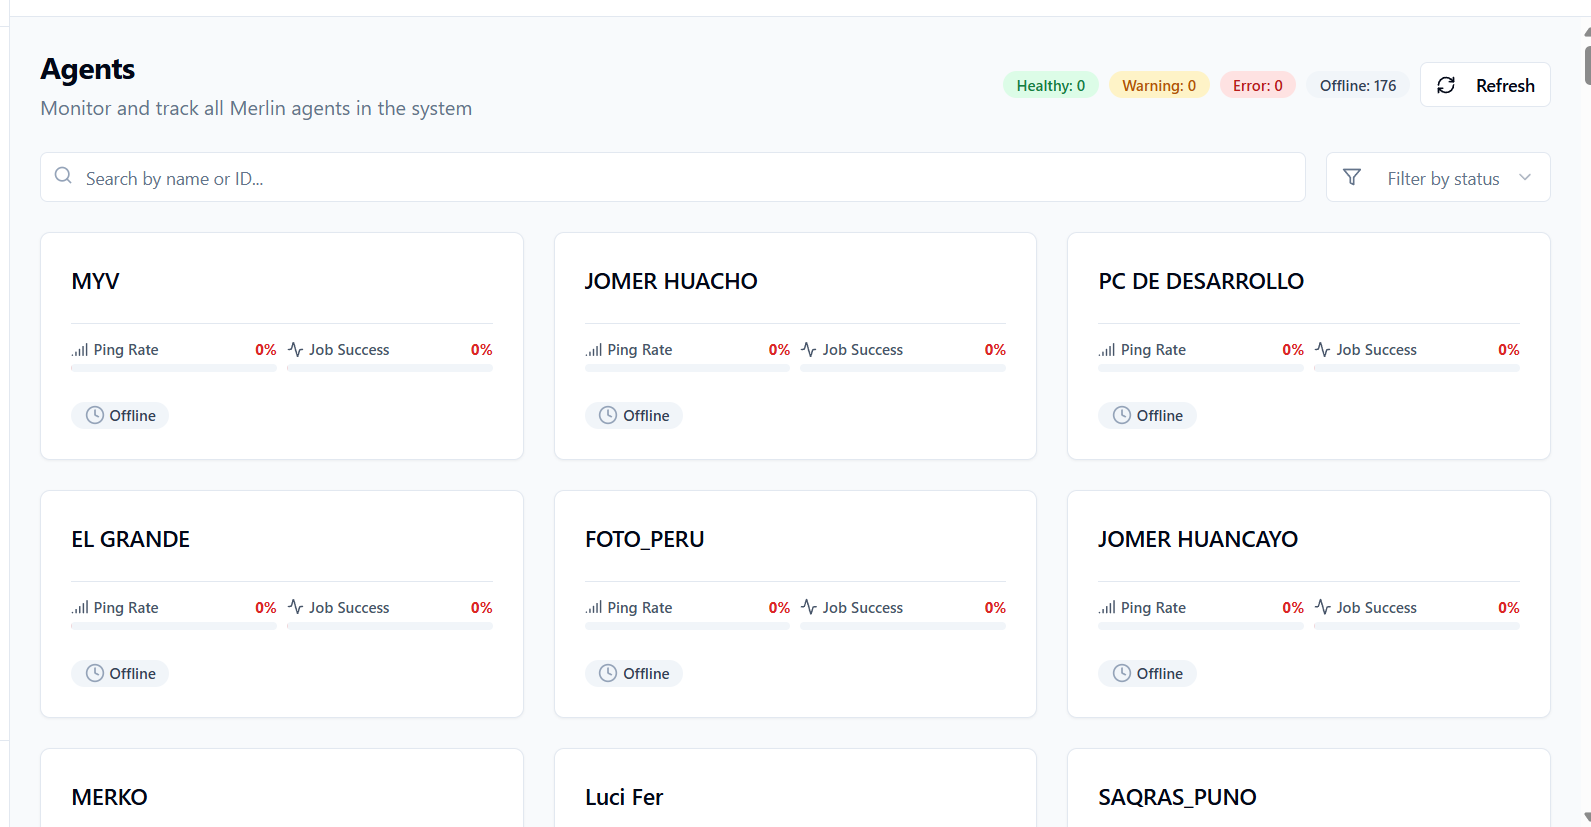 Agents
Monitor and track all Merlin agents in the system
Healthy: 0
Warning: 0
Error: 0
Offline: 176
Refresh
Search by name or ID...
Filter by status
MYV
Ping Rate 0% Job Success 0%
Offline
JOMER HUACHO
Ping Rate 0% Job Success 0%
Offline
PC DE DESARROLLO
Ping Rate 0% Job Success 0%
Offline
EL GRANDE
Ping Rate 0% Job Success 0%
Offline
FOTO_PERU
Ping Rate 0% Job Success 0%
Offline
JOMER HUANCAYO
Ping Rate 0% Job Success 0%
Offline
MERKO
Luci Fer
SAQRAS_PUNO